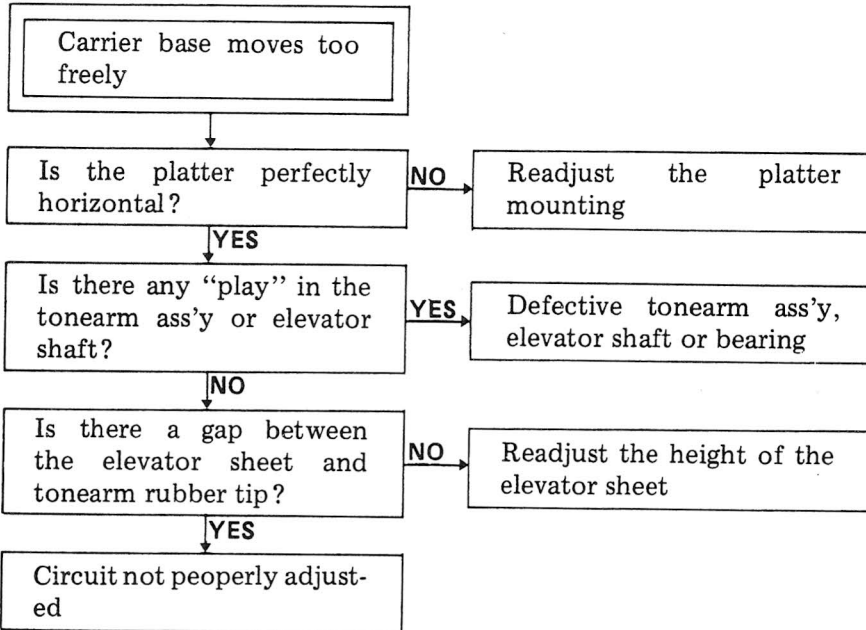 Carrier base moves too
freely
Is the platter perfectly
horizontal?
NO
Readjust the platter
mounting
YES
Is there any “play” in the
tonearm ass'y or elevator
shaft?
YES
Defective tonearm ass'y,
elevator shaft or bearing
NO
Is there a gap between
the elevator sheet and
tonearm rubber tip?
NO
Readjust the height of the
elevator sheet
YES
Circuit not peoperly adjust-
ed